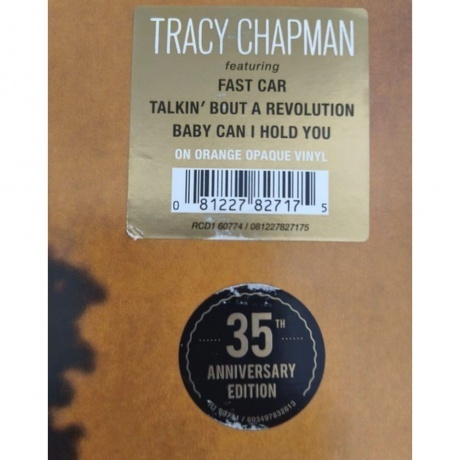 TRACY CHAPMAN
featuring
FAST CAR
TALKIN' BOUT A REVOLUTION
BABY CAN I HOLD YOU
ON ORANGE OPAQUE VINYL
0 81227 82717 5
RCD1 60774 / 081227827175
35TH
ANNIVERSARY
EDITION